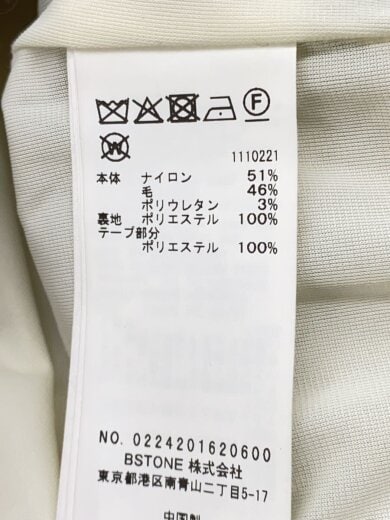 F
W
1110221
本体 ナイロン 51%
毛 46%
ポリウレタン 3%
裏地 ポリエステル 100%
テープ部分
ポリエステル 100%
NO. 0224201620600
BSTONE 株式会社
東京都港区南青山二丁目5-17
中国製